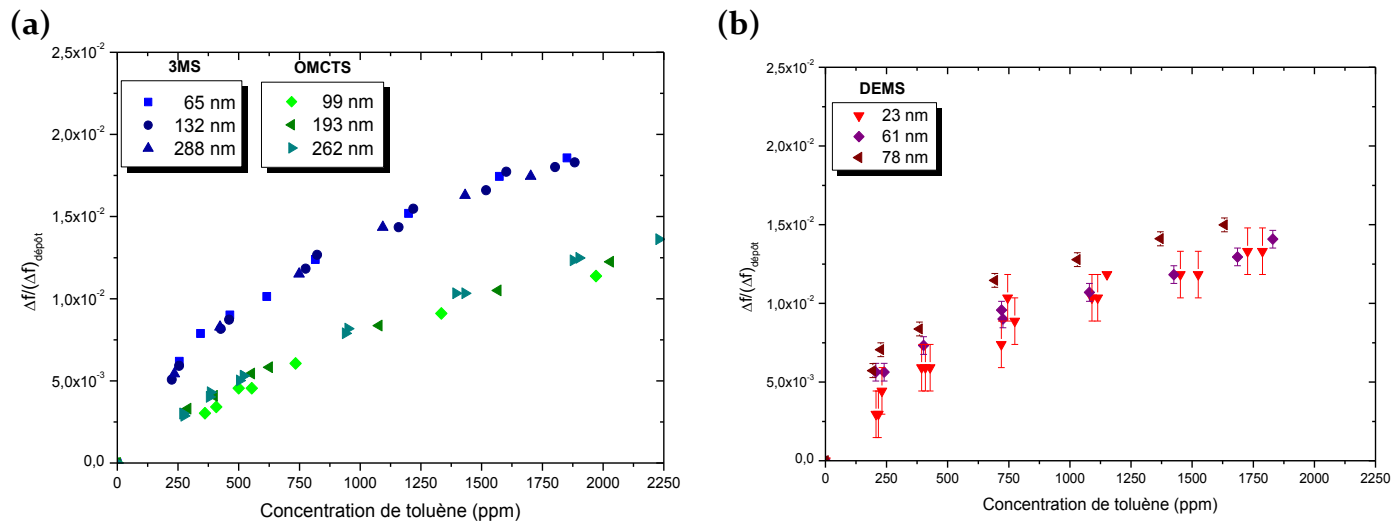 (a)
2,5x10⁻²
2,0x10⁻²
1,5x10⁻²
1,0x10⁻²
5,0x10⁻³
0,0
Δf/(Δf)dépôt
3MS
65 nm
132 nm
288 nm
OMCTS
99 nm
193 nm
262 nm
0 250 500 750 1000 1250 1500 1750 2000 2250
Concentration de toluène (ppm)
(b)
2,5x10⁻²
2,0x10⁻²
1,5x10⁻²
1,0x10⁻²
5,0x10⁻³
0,0
Δf/(Δf)dépôt
DEMS
23 nm
61 nm
78 nm
0 250 500 750 1000 1250 1500 1750 2000 2250
Concentration de toluène (ppm)